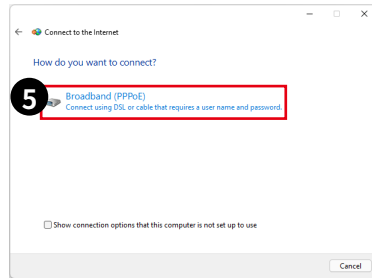 Connect to the Internet
How do you want to connect?
5
Broadband (PPPoE)
Connect using DSL or cable that requires a user name and password.
Show connection options that this computer is not set up to use
Cancel